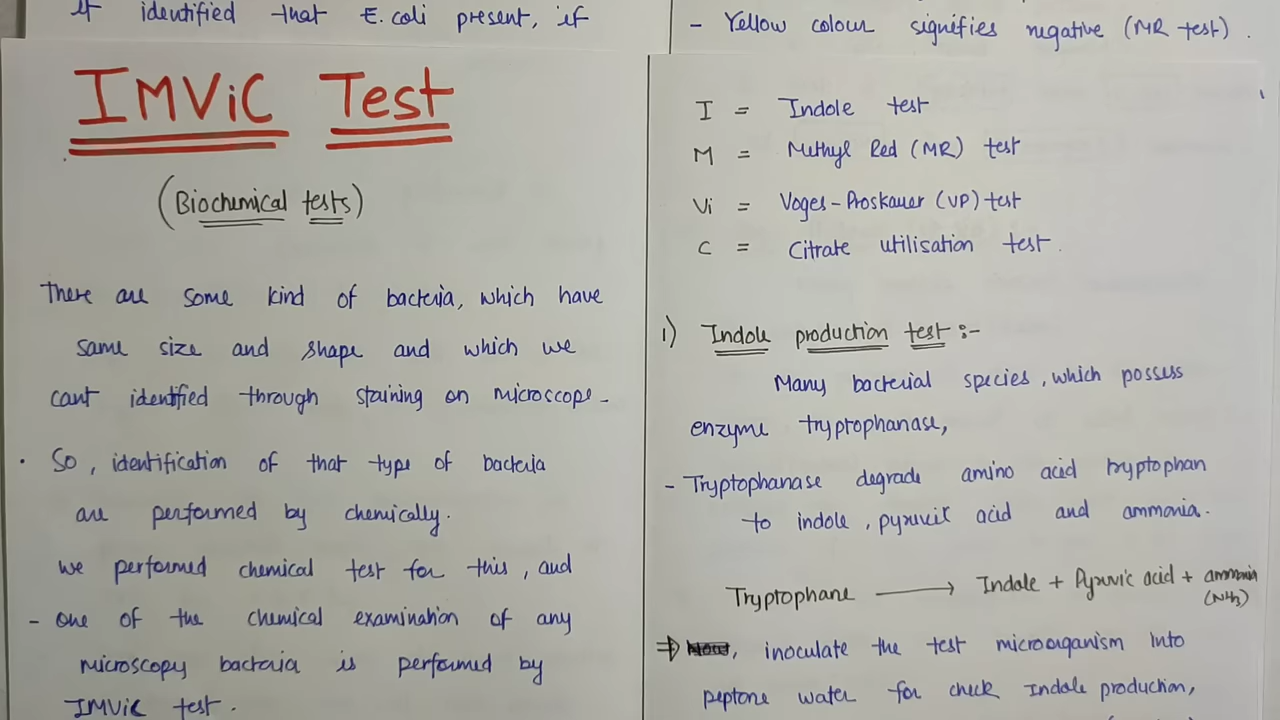 it identified that E. coli present, if
IMViC Test
(Biochemical tests)
There are some kind of bacteria, which have
same size and shape and which we
can't identified through staining on microscope-
• So, identification of that type of bacteria
are performed by chemically.
we performed chemical test for this, and
- one of the chemical examination of any
microscopy bacteria is performed by
IMViC test.
- Yellow colour signifies negative (MR test).
I = Indole test
M = Methyl Red (MR) test
Vi = Voges-Proskauer (VP) test
C = Citrate utilisation test.
1) Indole production test :-
Many bacterial species, which possess
enzyme tryptophanase,
- Tryptophanase degrade amino acid tryptophan
to indole, pyruvic acid and ammonia.
Tryptophane → Indole + Pyruvic acid + ammonia
(NH3)
⇒ , inoculate the test microorganism into
peptone water for check Indole production,